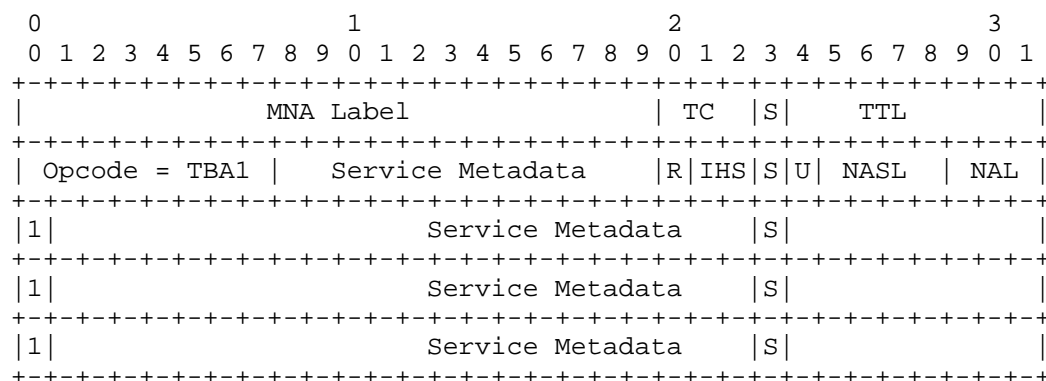 0                   1                   2                   3
 0 1 2 3 4 5 6 7 8 9 0 1 2 3 4 5 6 7 8 9 0 1 2 3 4 5 6 7 8 9 0 1
+-+-+-+-+-+-+-+-+-+-+-+-+-+-+-+-+-+-+-+-+-+-+-+-+-+-+-+-+-+-+-+-+
|               MNA Label               | TC  |S|    TTL        |
+-+-+-+-+-+-+-+-+-+-+-+-+-+-+-+-+-+-+-+-+-+-+-+-+-+-+-+-+-+-+-+-+
| Opcode = TBA1 |   Service Metadata    |R|IHS|S|U| NASL  | NAL |
+-+-+-+-+-+-+-+-+-+-+-+-+-+-+-+-+-+-+-+-+-+-+-+-+-+-+-+-+-+-+-+-+
|1|                       Service Metadata    |S|               |
+-+-+-+-+-+-+-+-+-+-+-+-+-+-+-+-+-+-+-+-+-+-+-+-+-+-+-+-+-+-+-+-+
|1|                       Service Metadata    |S|               |
+-+-+-+-+-+-+-+-+-+-+-+-+-+-+-+-+-+-+-+-+-+-+-+-+-+-+-+-+-+-+-+-+
|1|                       Service Metadata    |S|               |
+-+-+-+-+-+-+-+-+-+-+-+-+-+-+-+-+-+-+-+-+-+-+-+-+-+-+-+-+-+-+-+-+